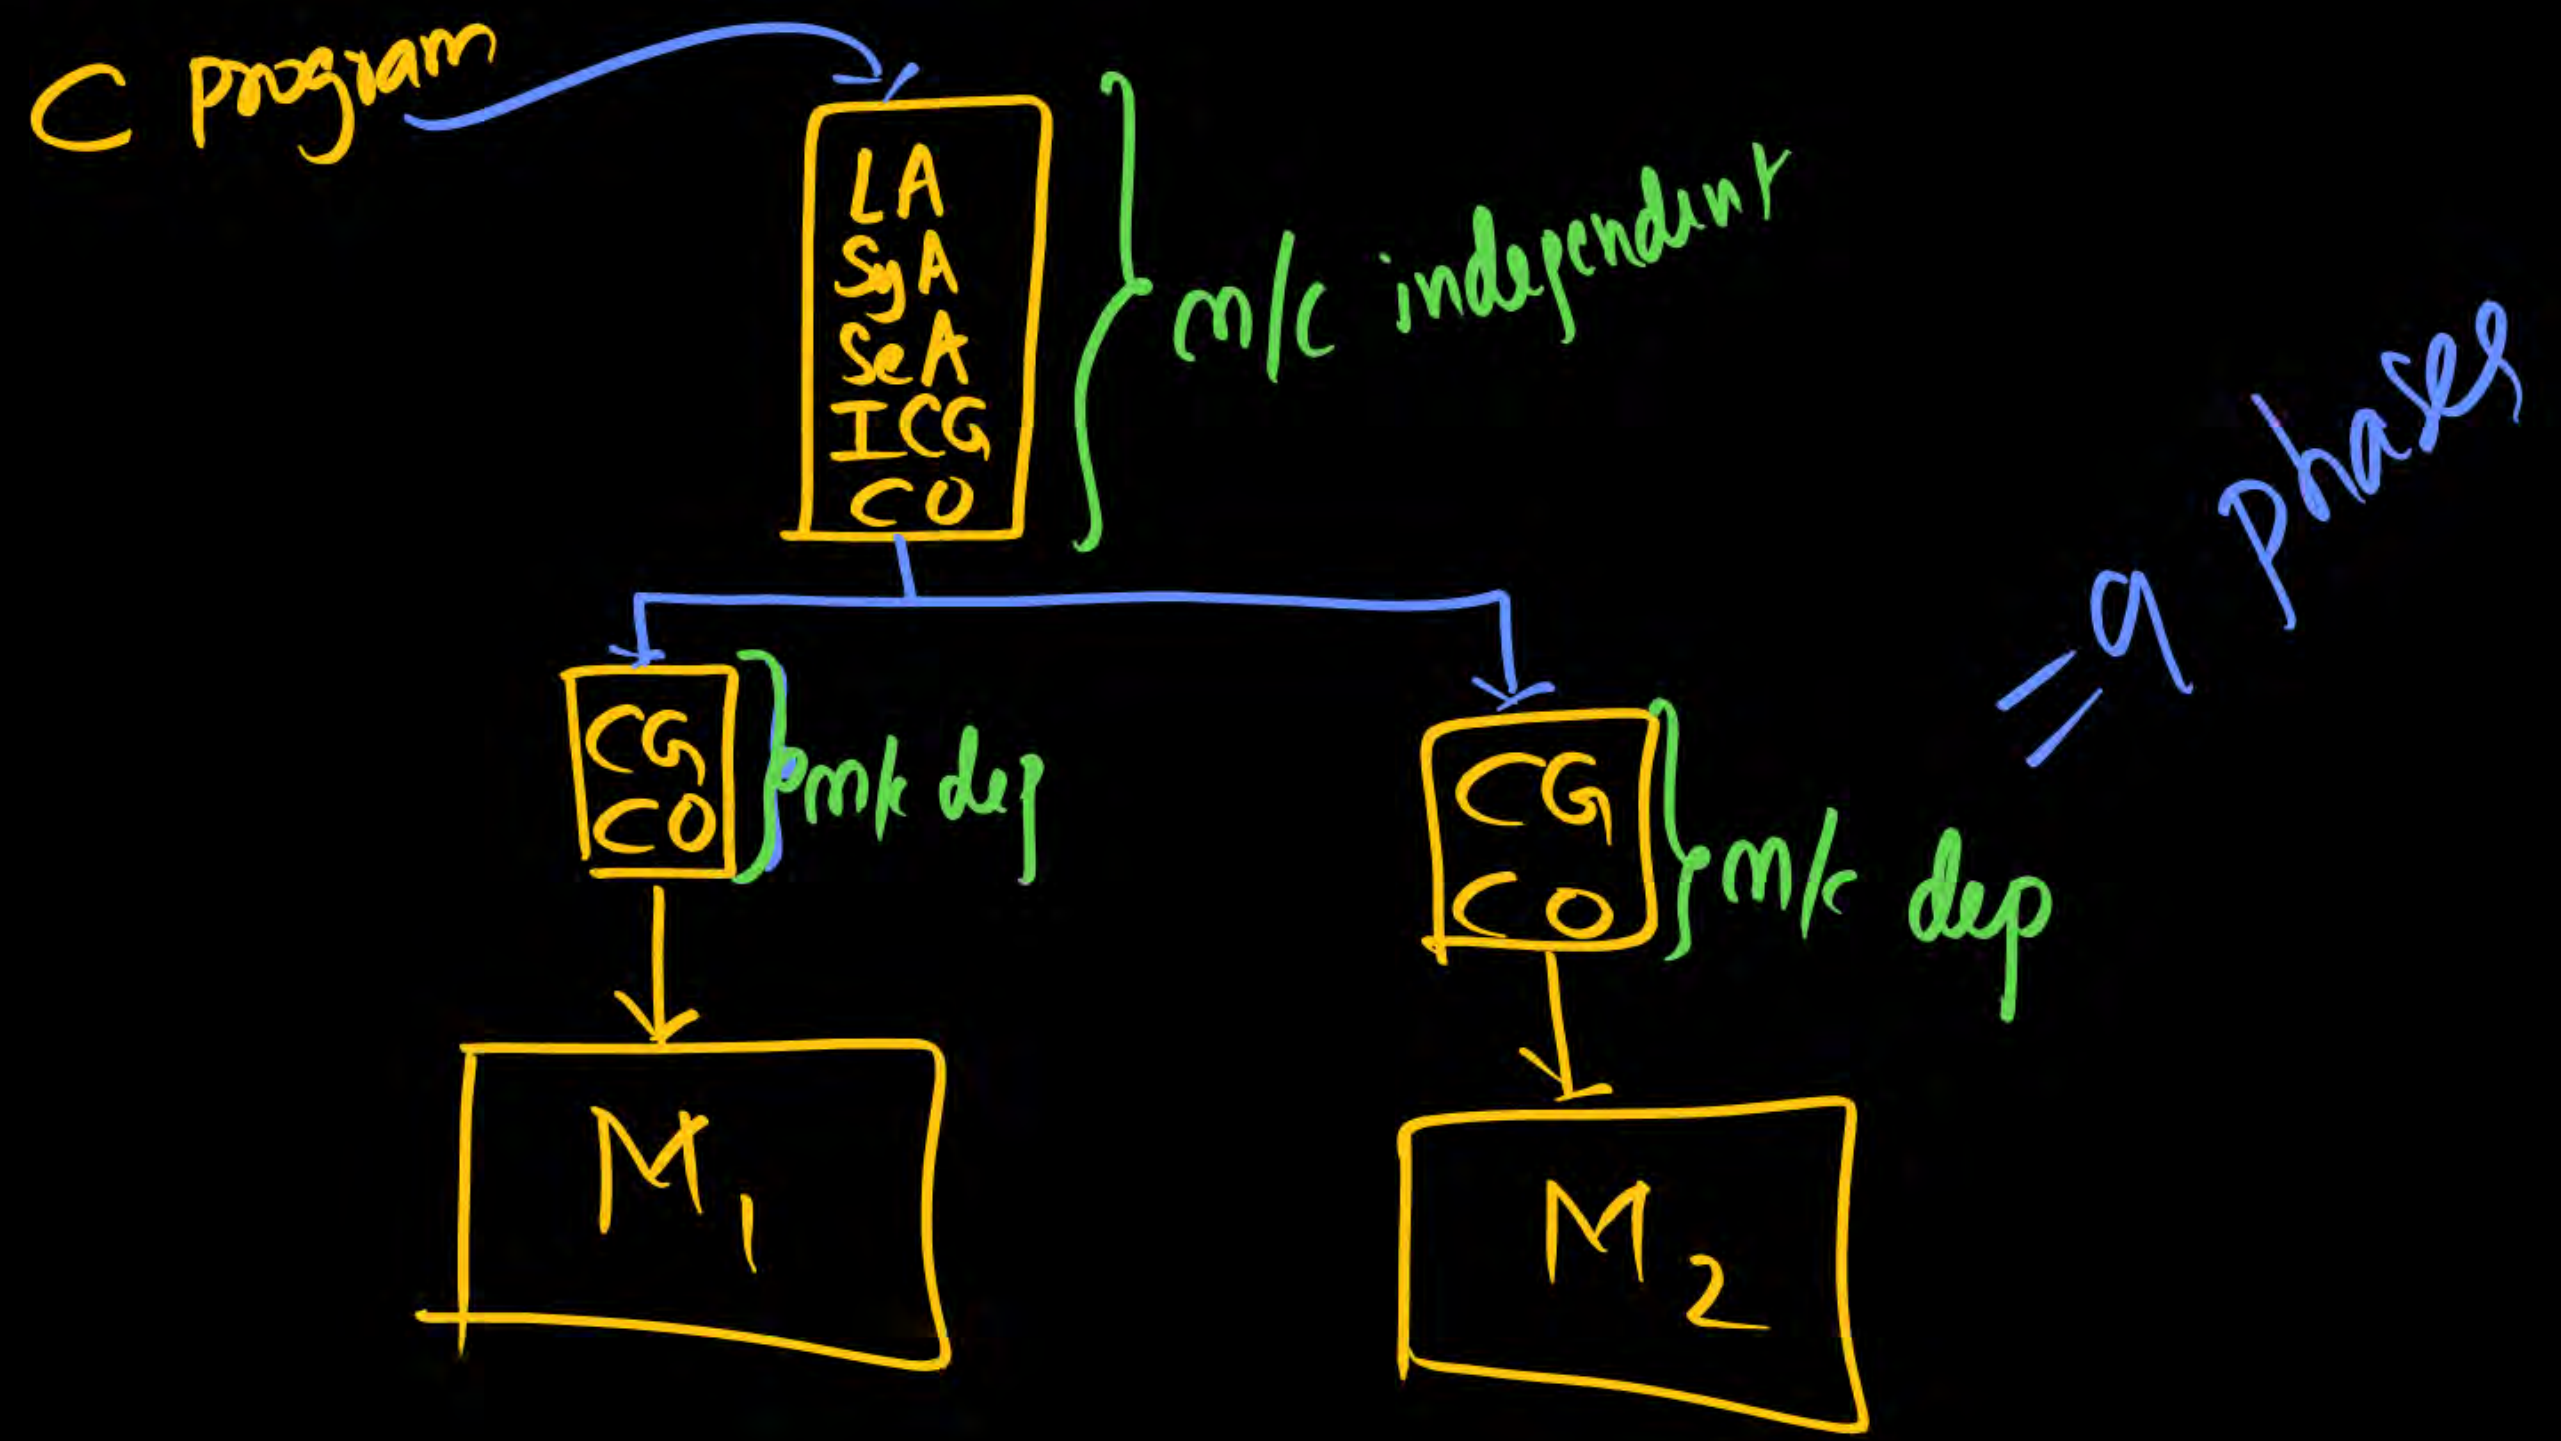 C program
LA
SyA
SeA
ICG
CO
m/c independent
= 9 phases
CG
CO
m/c dep
CG
CO
m/c dep
M1
M2